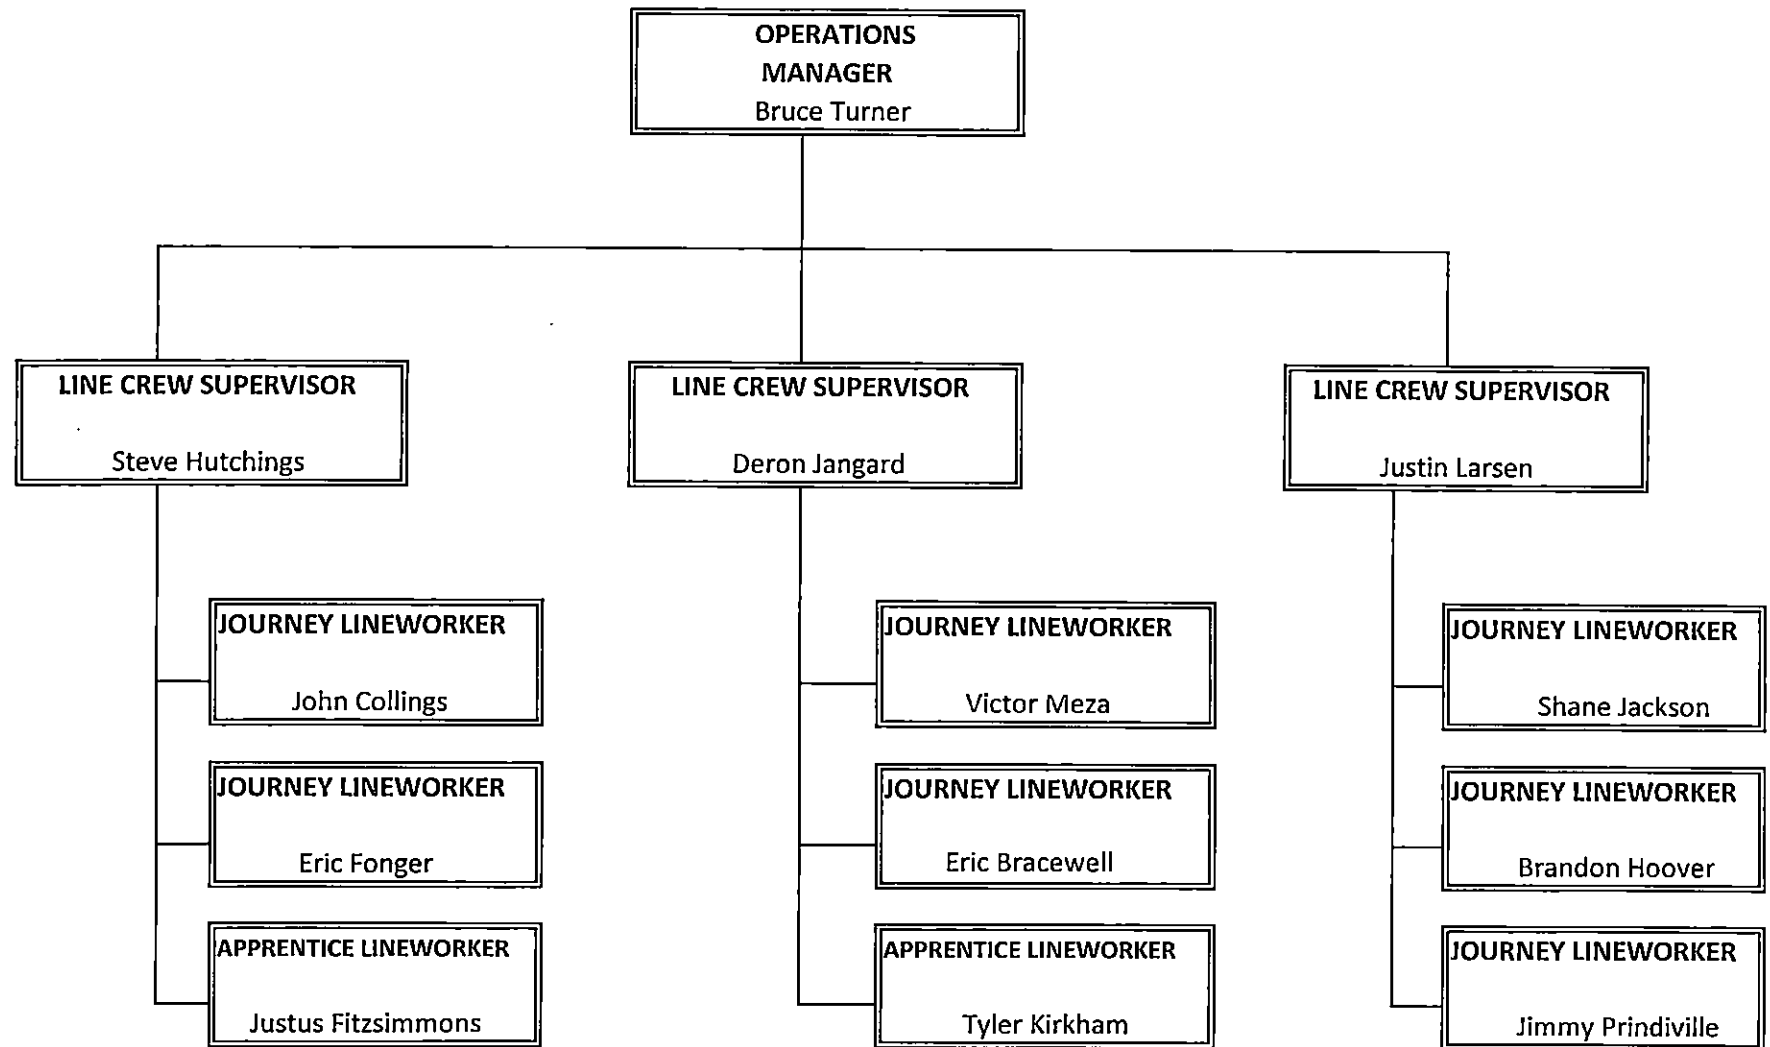 OPERATIONS
MANAGER
Bruce Turner
LINE CREW SUPERVISOR
Steve Hutchings
LINE CREW SUPERVISOR
Deron Jangard
LINE CREW SUPERVISOR
Justin Larsen
JOURNEY LINEWORKER
John Collings
JOURNEY LINEWORKER
Eric Fonger
APPRENTICE LINEWORKER
Justus Fitzsimmons
JOURNEY LINEWORKER
Victor Meza
JOURNEY LINEWORKER
Eric Bracewell
APPRENTICE LINEWORKER
Tyler Kirkham
JOURNEY LINEWORKER
Shane Jackson
JOURNEY LINEWORKER
Brandon Hoover
JOURNEY LINEWORKER
Jimmy Prindiville